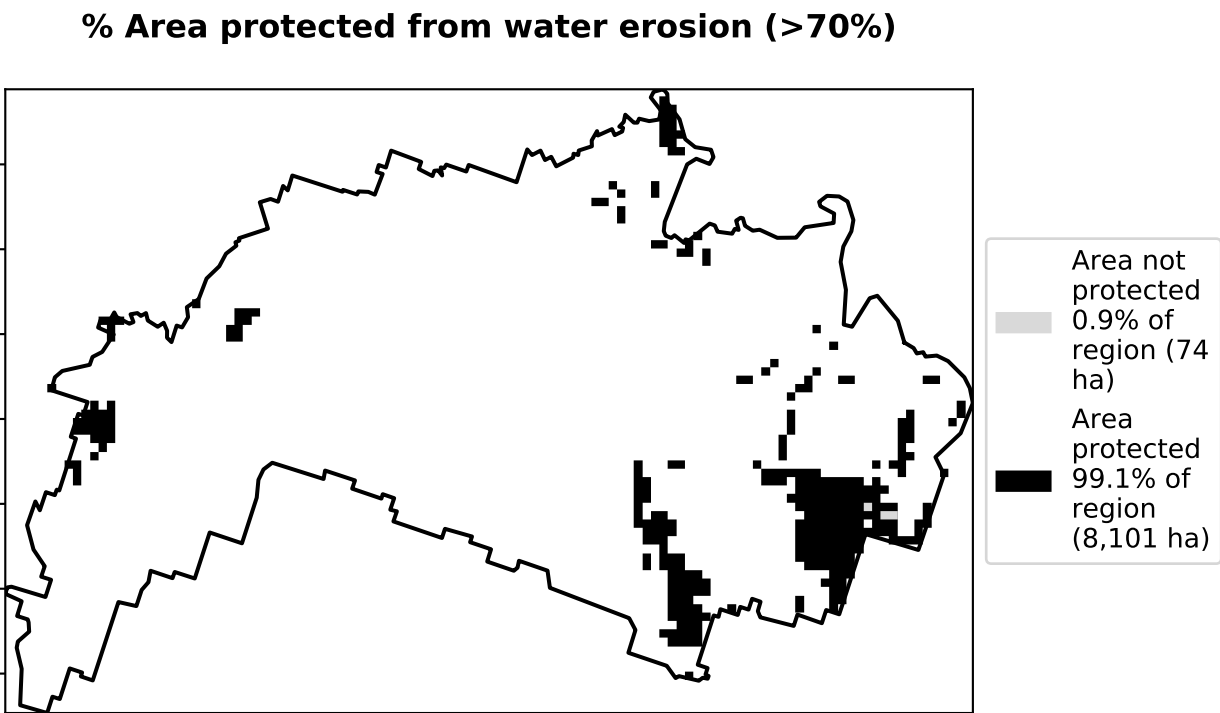 % Area protected from water erosion (>70%)
Area not
protected
0.9% of
region (74
ha)
Area
protected
99.1% of
region
(8,101 ha)